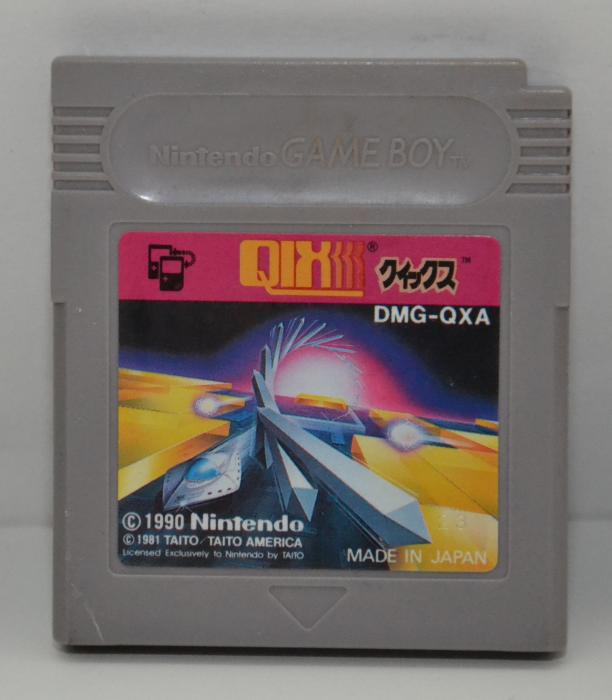 Nintendo GAME BOY TM
QIX ® クイックス ™
DMG-QXA
© 1990 Nintendo
© 1981 TAITO/TAITO AMERICA
Licensed Exclusively to Nintendo by TAITO
MADE IN JAPAN